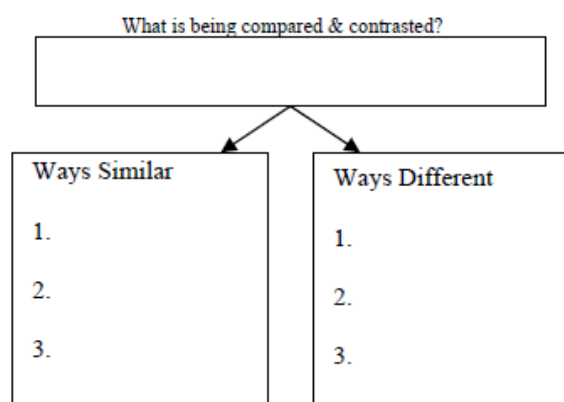 What is being compared & contrasted?
Ways Similar
1.
2.
3.
Ways Different
1.
2.
3.